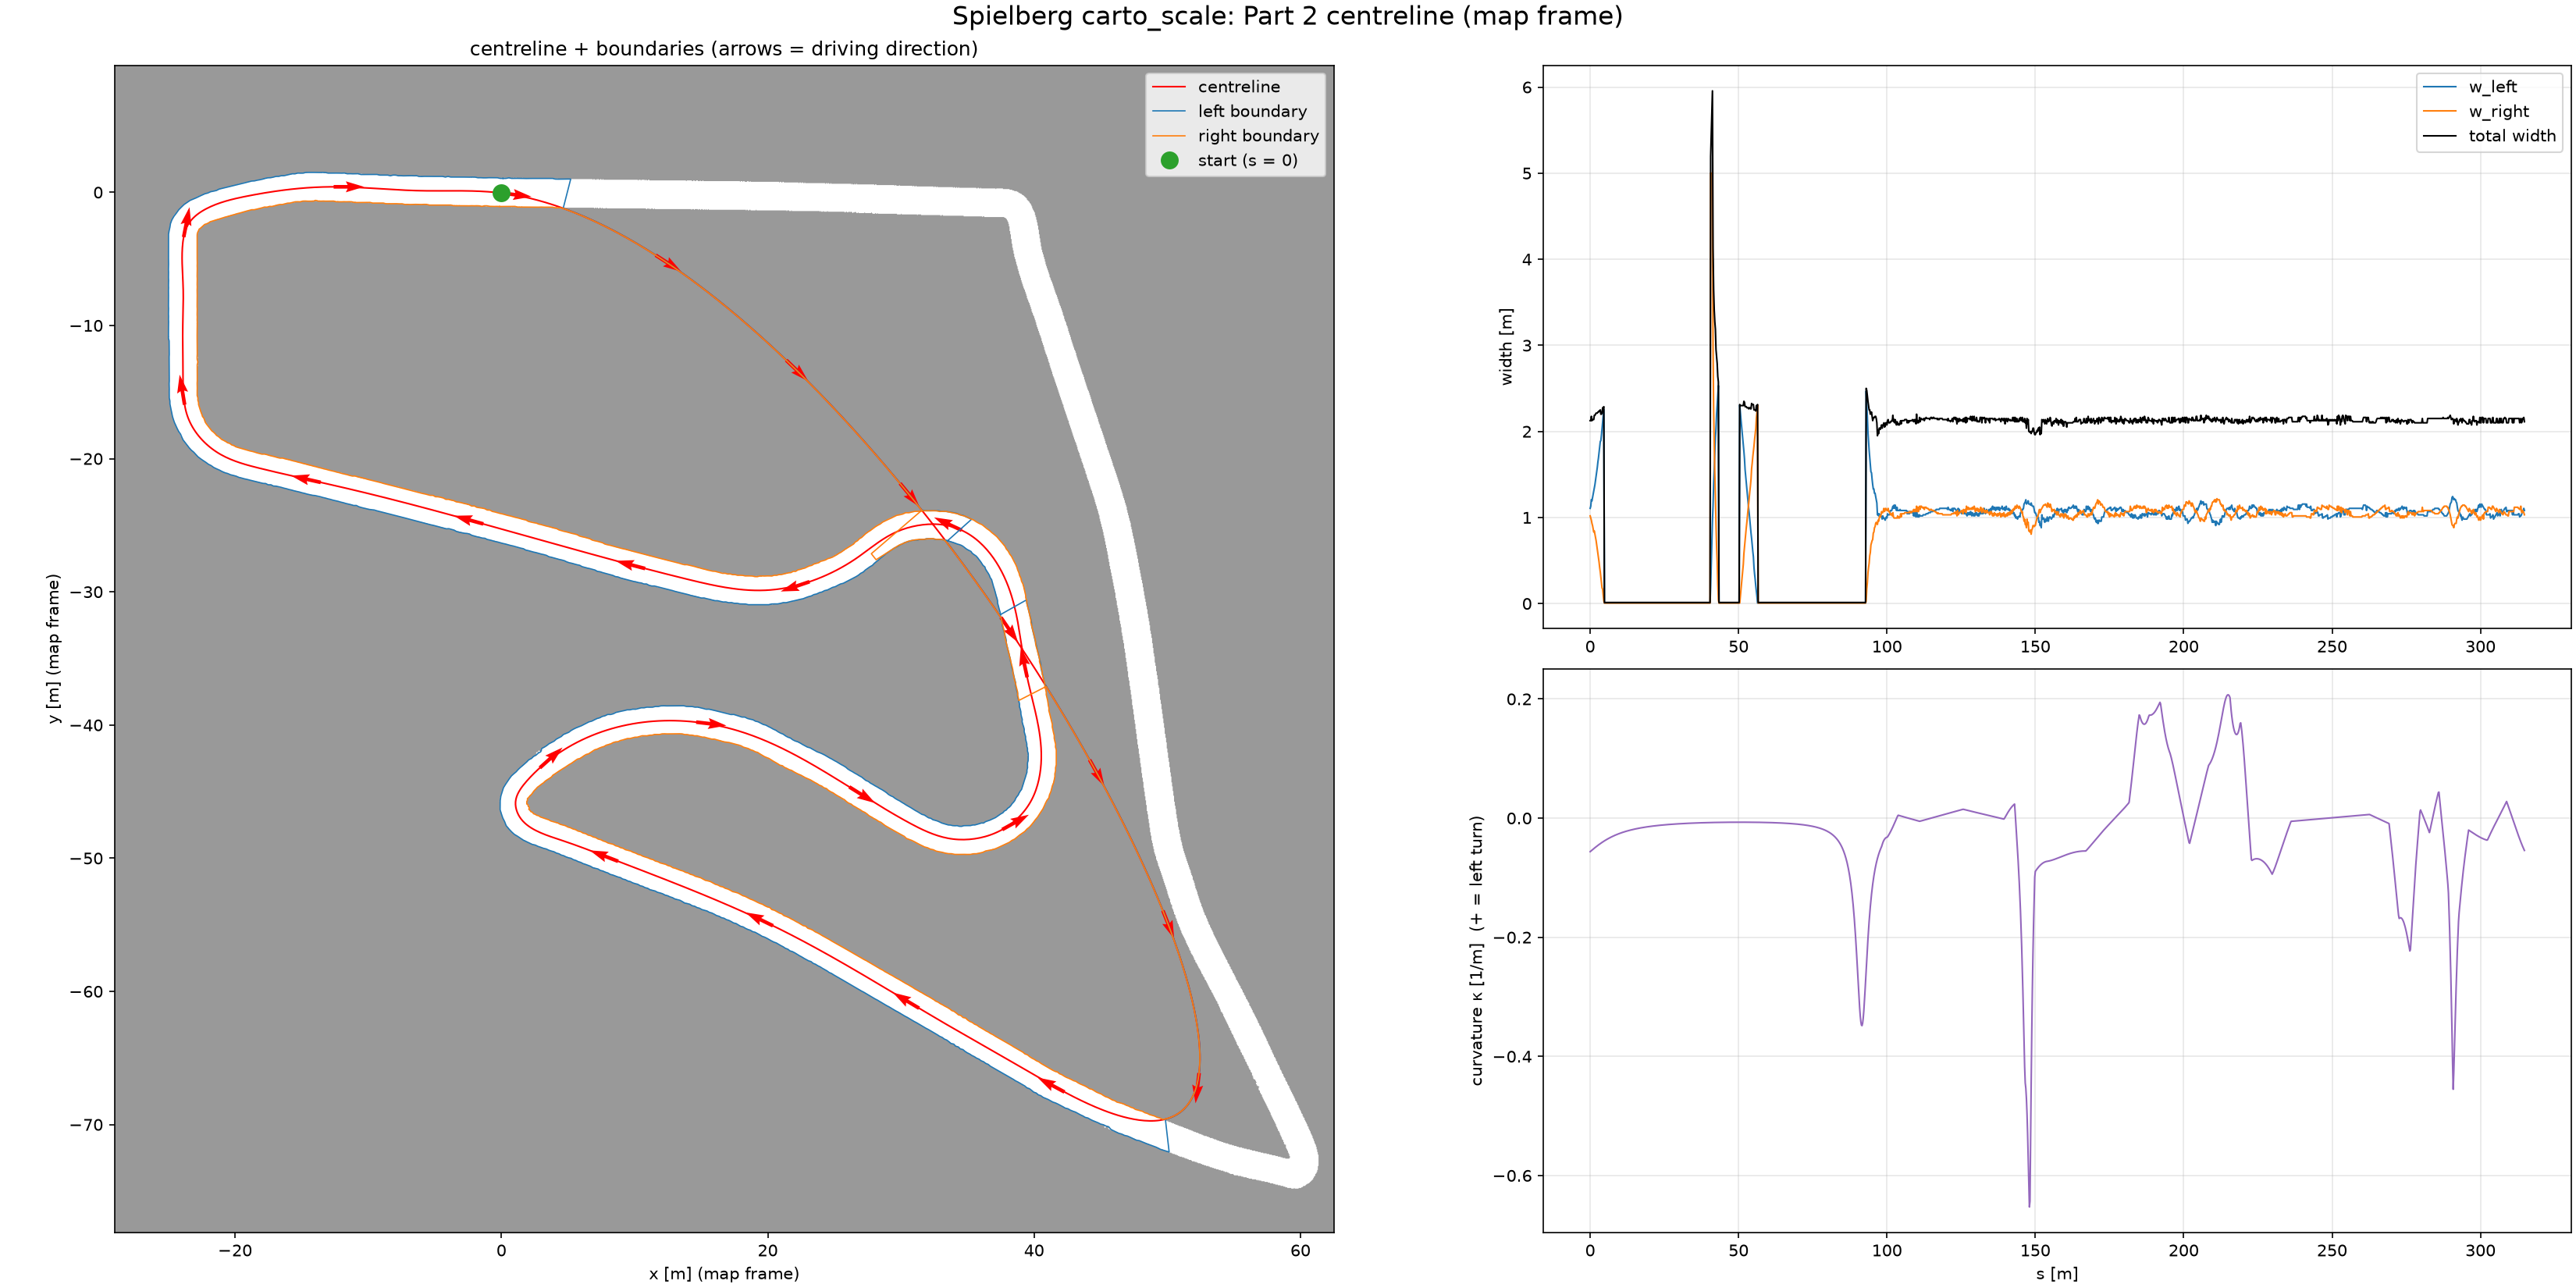 Spielberg carto_scale: Part 2 centreline (map frame)
centreline + boundaries (arrows = driving direction)
centreline
left boundary
right boundary
start (s = 0)
0
−10
−20
−30
−40
−50
−60
−70
y [m] (map frame)
−20
0
20
40
60
x [m] (map frame)
w_left
w_right
total width
6
5
4
3
2
1
0
width [m]
0
50
100
150
200
250
300
0.2
0.0
−0.2
−0.4
−0.6
curvature κ [1/m]  (+ = left turn)
0
50
100
150
200
250
300
s [m]